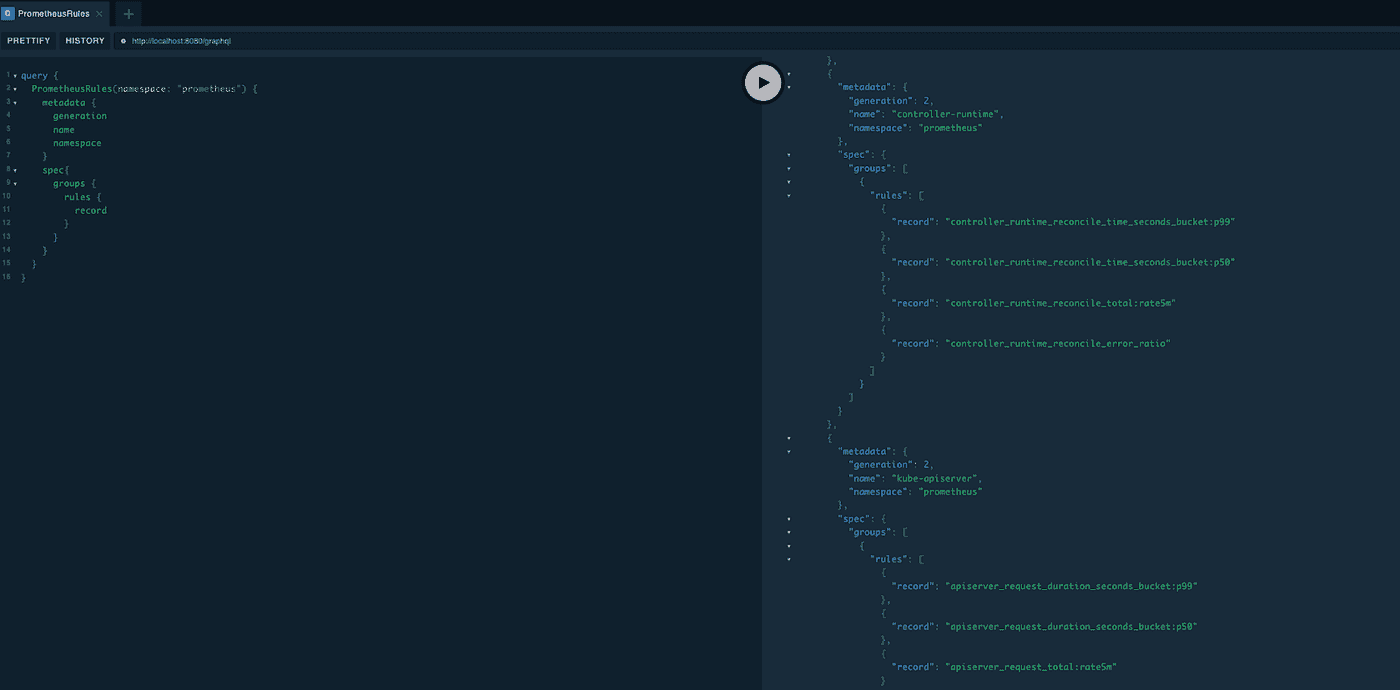 PrometheusRules
PRETTIFY HISTORY http://localhost:8080/graphql
1 query {
2 PrometheusRules(namespace: "prometheus") {
3 metadata {
4 generation
5 name
6 namespace
7 }
8 spec{
9 groups {
10 rules {
11 record
12 }
13 }
14 }
15 }
16 }
},
{
"metadata": {
"generation": 2,
"name": "controller-runtime",
"namespace": "prometheus"
},
"spec": {
"groups": [
{
"rules": [
{
"record": "controller_runtime_reconcile_time_seconds_bucket:p99"
},
{
"record": "controller_runtime_reconcile_time_seconds_bucket:p50"
},
{
"record": "controller_runtime_reconcile_total:rate5m"
},
{
"record": "controller_runtime_reconcile_error_ratio"
}
]
}
]
}
},
{
"metadata": {
"generation": 2,
"name": "kube-apiserver",
"namespace": "prometheus"
},
"spec": {
"groups": [
{
"rules": [
{
"record": "apiserver_request_duration_seconds_bucket:p99"
},
{
"record": "apiserver_request_duration_seconds_bucket:p50"
},
{
"record": "apiserver_request_total:rate5m"
}